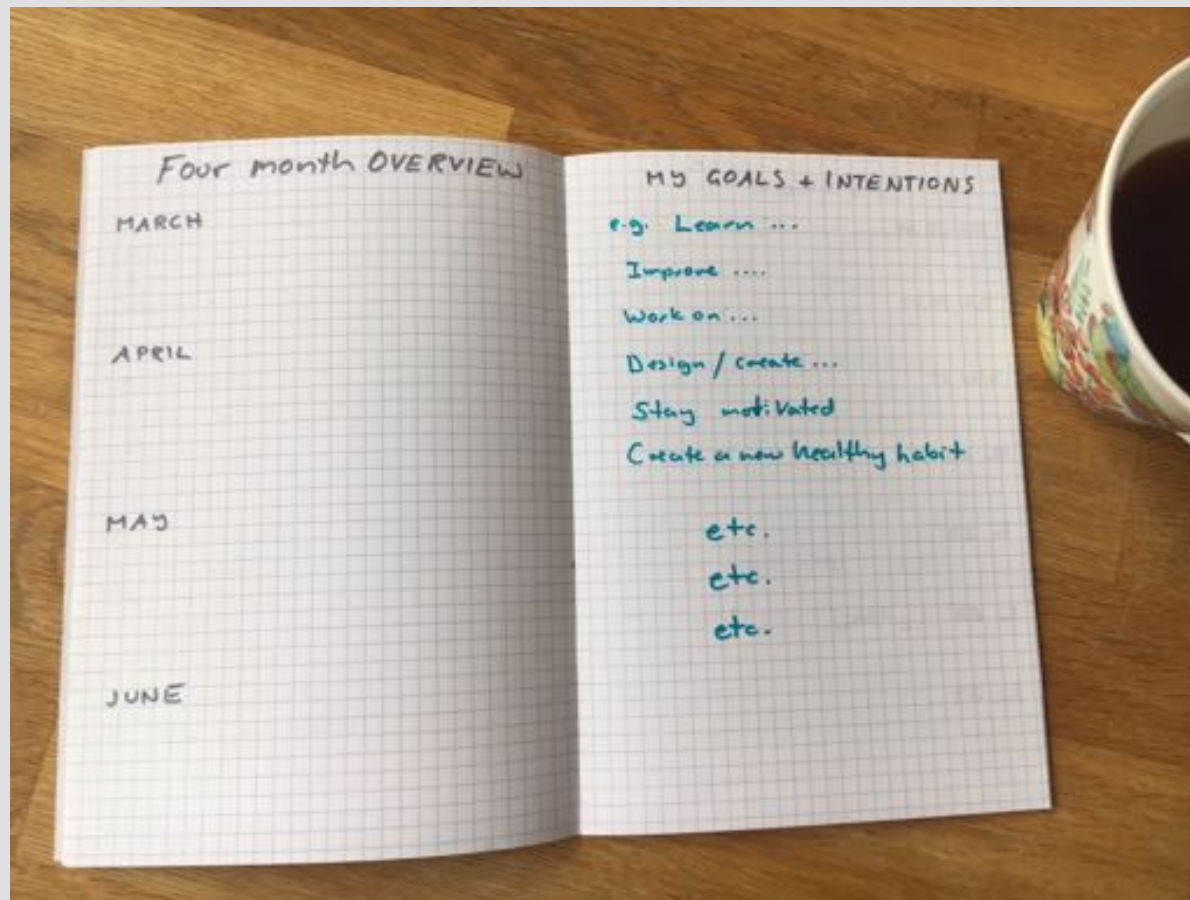 Four month OVERVIEW
MARCH
APRIL
MAY
JUNE
MY GOALS + INTENTIONS
e.g. Learn ...
Improve ....
Work on ...
Design / create ...
Stay motivated
Create a new healthy habit
etc.
etc.
etc.